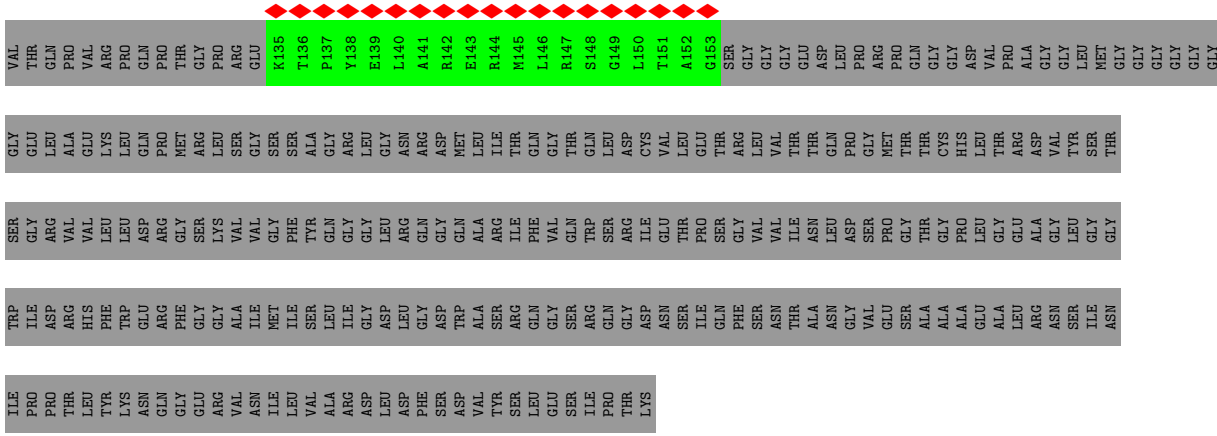 VAL THR GLN PRO VAL ARG PRO GLN PRO THR GLY PRO ARG GLU K135 T136 P137 Y138 E139 L140 A141 R142 E143 R144 M145 L146 R147 S148 G149 L150 T151 A152 G153 SER GLY GLY GLY GLU ASP LEU PRO ARG PRO GLN GLY GLY ASP VAL PRO ALA GLY GLY LEU MET GLY GLY GLY GLY GLY
GLY GLU LEU ALA GLU LYS LEU GLN PRO MET ARG LEU SER GLY SER SER ALA GLY ARG LEU GLY ASN ARG ASP MET LEU ILE THR GLN GLY THR GLN LEU ASP CYS VAL LEU GLU THR ARG LEU VAL THR THR GLN PRO GLY MET THR THR CYS HIS LEU THR ARG ASP VAL TYR SER THR
SER GLY ARG VAL VAL LEU LEU ASP ARG GLY SER LYS VAL VAL GLY PHE TYR GLN GLY GLY LEU ARG GLN GLY GLN ALA ARG ILE PHE VAL GLN TRP SER ARG ILE GLU THR PRO SER GLY VAL VAL ILE ASN LEU ASP SER PRO GLY THR GLY PRO LEU GLY GLU ALA GLY LEU GLY GLY
TRP ILE ASP ARG HIS PHE TRP GLU ARG PHE GLY GLY ALA ILE MET ILE SER LEU ILE GLY ASP LEU GLY ASP TRP ALA SER ARG GLN GLY SER ARG GLN GLY ASP ASN SER ILE GLN PHE SER ASN THR ALA ASN GLY VAL GLU SER ALA ALA ALA GLU ALA LEU ARG ASN SER ILE ASN
ILE PRO PRO THR LEU TYR LYS ASN GLN GLY GLU ARG VAL ASN ILE LEU VAL ALA ARG ASP LEU ASP PHE SER ASP VAL TYR SER LEU GLU SER ILE PRO THR LYS